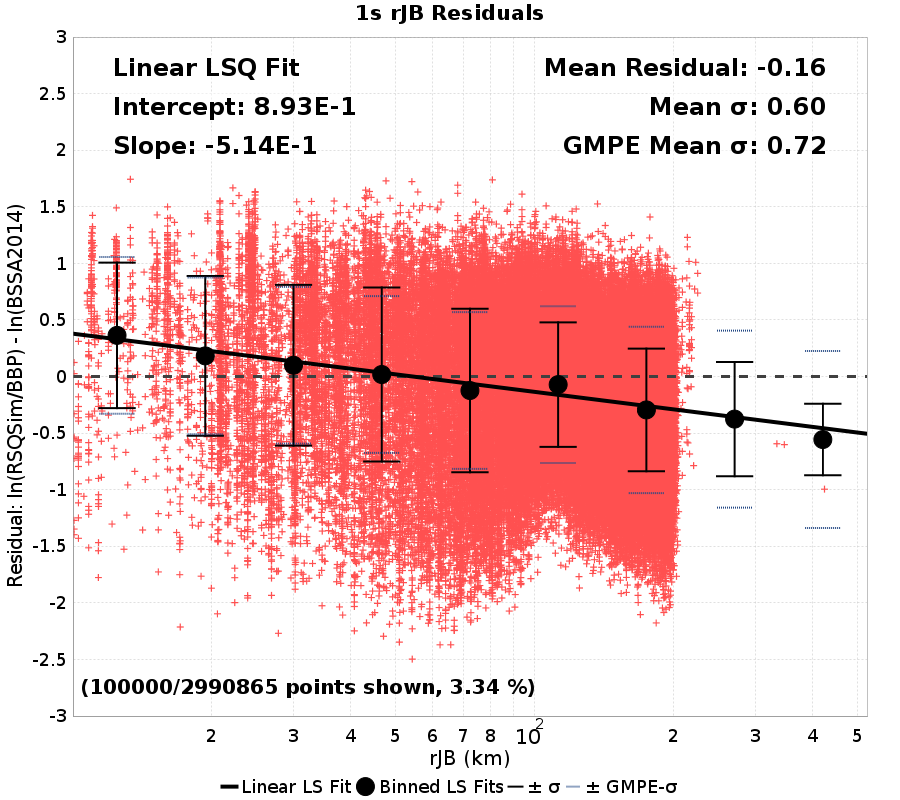 1s rJB Residuals
Linear LSQ Fit
Intercept: 8.93E-1
Slope: -5.14E-1
Mean Residual: -0.16
Mean σ: 0.60
GMPE Mean σ: 0.72
3
2.5
2
1.5
1
0.5
0
-0.5
-1
-1.5
-2
-2.5
-3
Residual: ln(RSQSim/BBP) - ln(BSSA2014)
(100000/2990865 points shown, 3.34 %)
2 3 4 5 6 7 8 10² 2 3 4 5
rJB (km)
Linear LS Fit Binned LS Fits ± σ ± GMPE-σ